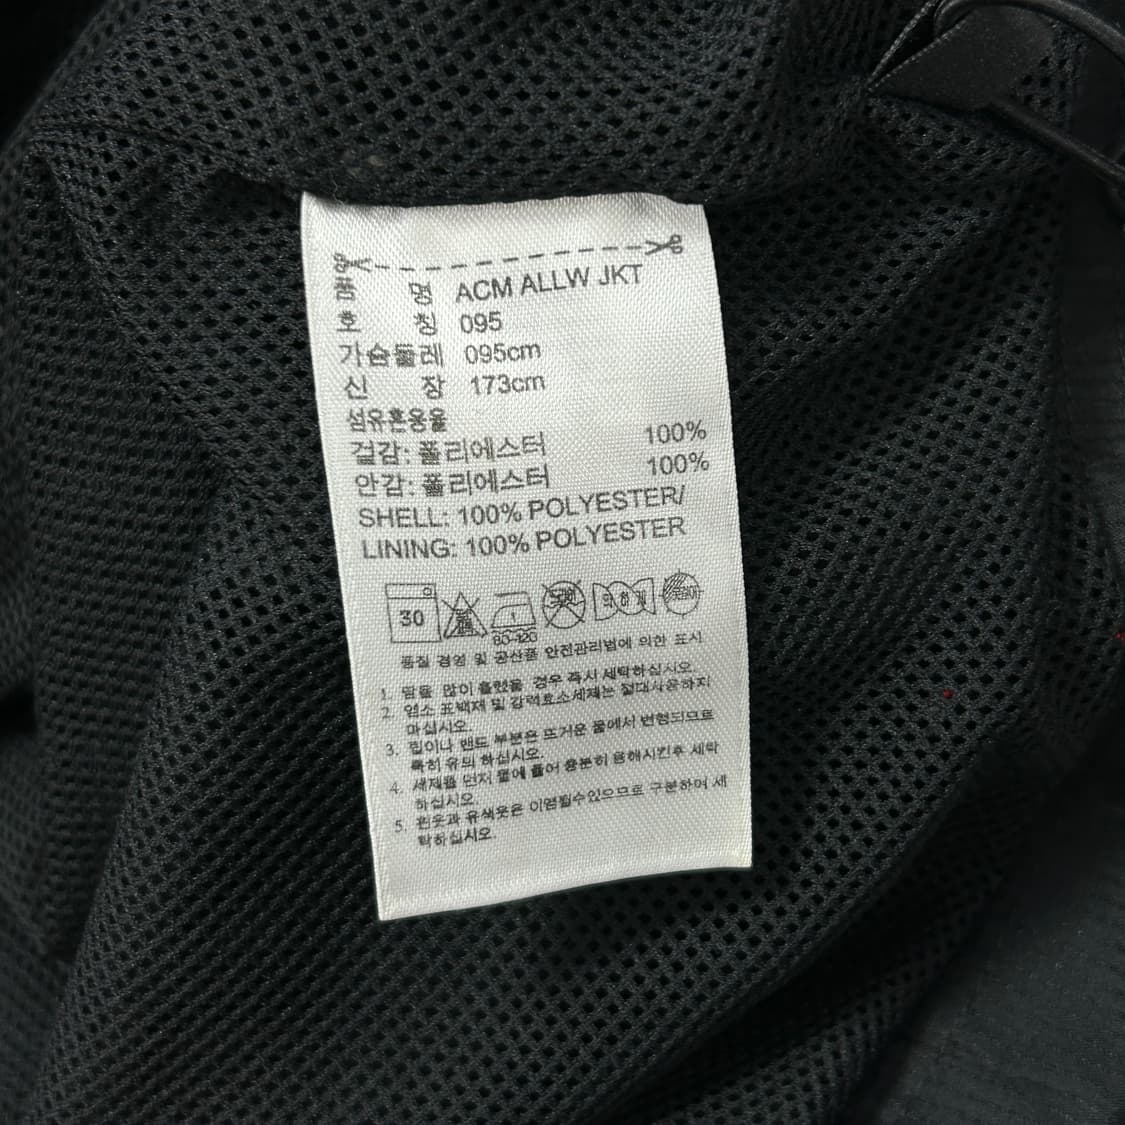 품 명 ACM ALLW JKT
호 칭 095
가슴둘레 095cm
신 장 173cm
섬유혼용율
겉감: 폴리에스터 100%
안감: 폴리에스터 100%
SHELL: 100% POLYESTER/
LINING: 100% POLYESTER
30
80-120
품질 경영 및 공산품 안전관리법에 의한 표시
1. 땀을 많이 흘렸을 경우 즉시 세탁하십시오.
2. 염소 표백제 및 강력효소세제는 절대사용하지
마십시오.
3. 립이나 밴드 부분은 뜨거운 물에서 변형되므로
특히 유의 하십시오.
4. 세제를 먼저 물에 풀어 충분히 용해시킨후 세탁
하십시오.
5. 흰옷과 유색옷은 이염될수있으므로 구분하여 세
탁하십시오.